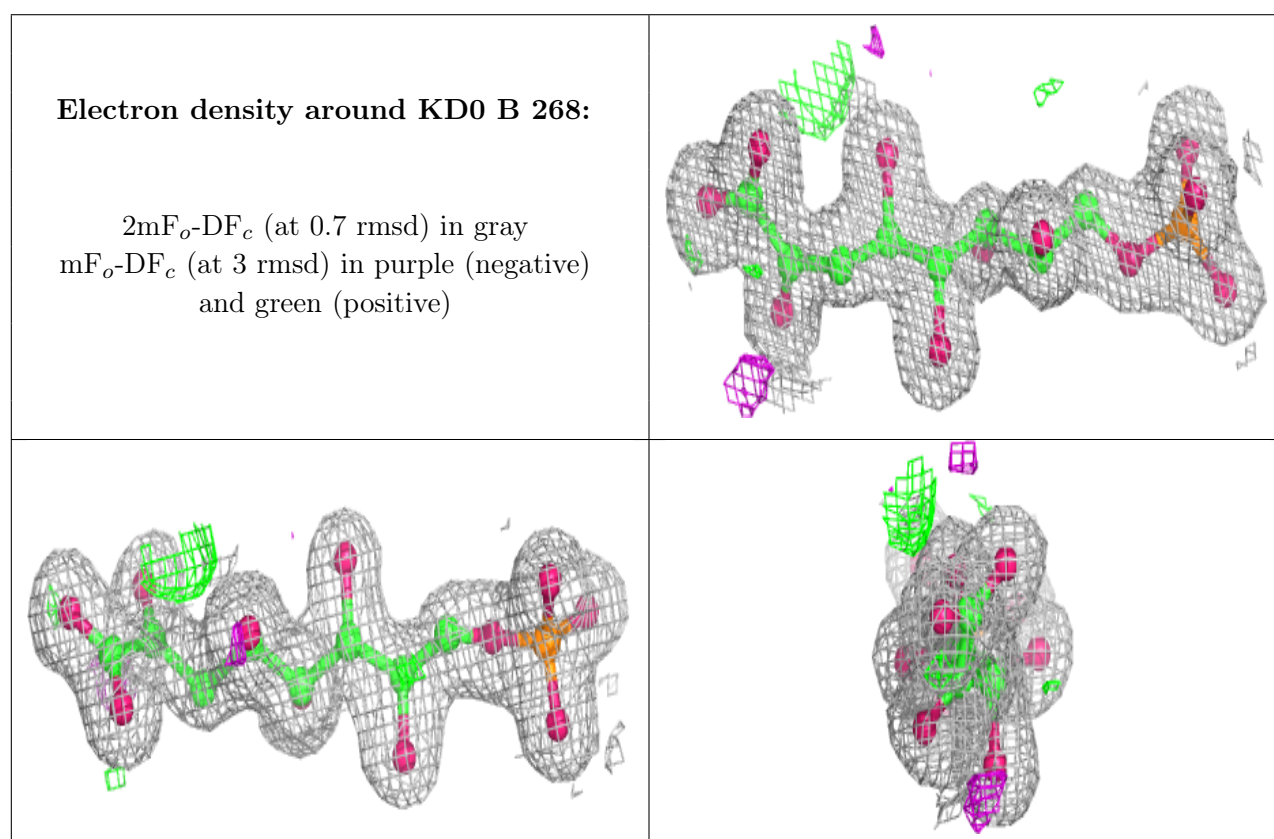 Electron density around KD0 B 268:
2mFo-DFc (at 0.7 rmsd) in gray
mFo-DFc (at 3 rmsd) in purple (negative)
and green (positive)